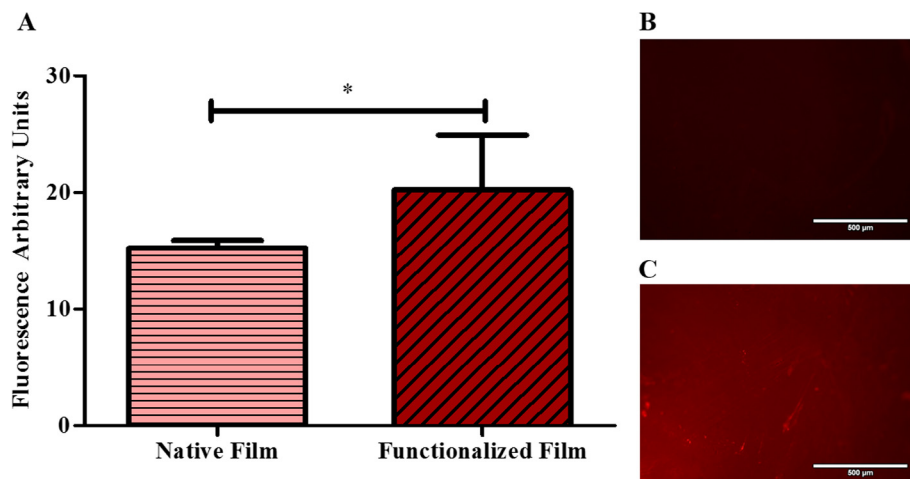 A
Fluorescence Arbitrary Units
30
20
10
0
*
Native Film
Functionalized Film
B
500 µm
C
500 µm